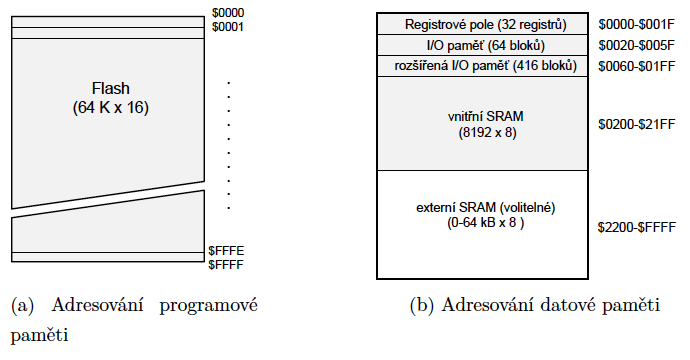 $0000
$0001
Flash
(64 K x 16)
$FFFE
$FFFF
(a) Adresování programové
paměti
Registrové pole (32 registrů)
$0000-$001F
I/O paměť (64 bloků)
$0020-$005F
rozšířená I/O paměť (416 bloků)
$0060-$01FF
vnitřní SRAM
(8192 x 8)
$0200-$21FF
externí SRAM (volitelné)
(0-64 kB x 8 )
$2200-$FFFF
(b) Adresování datové paměti